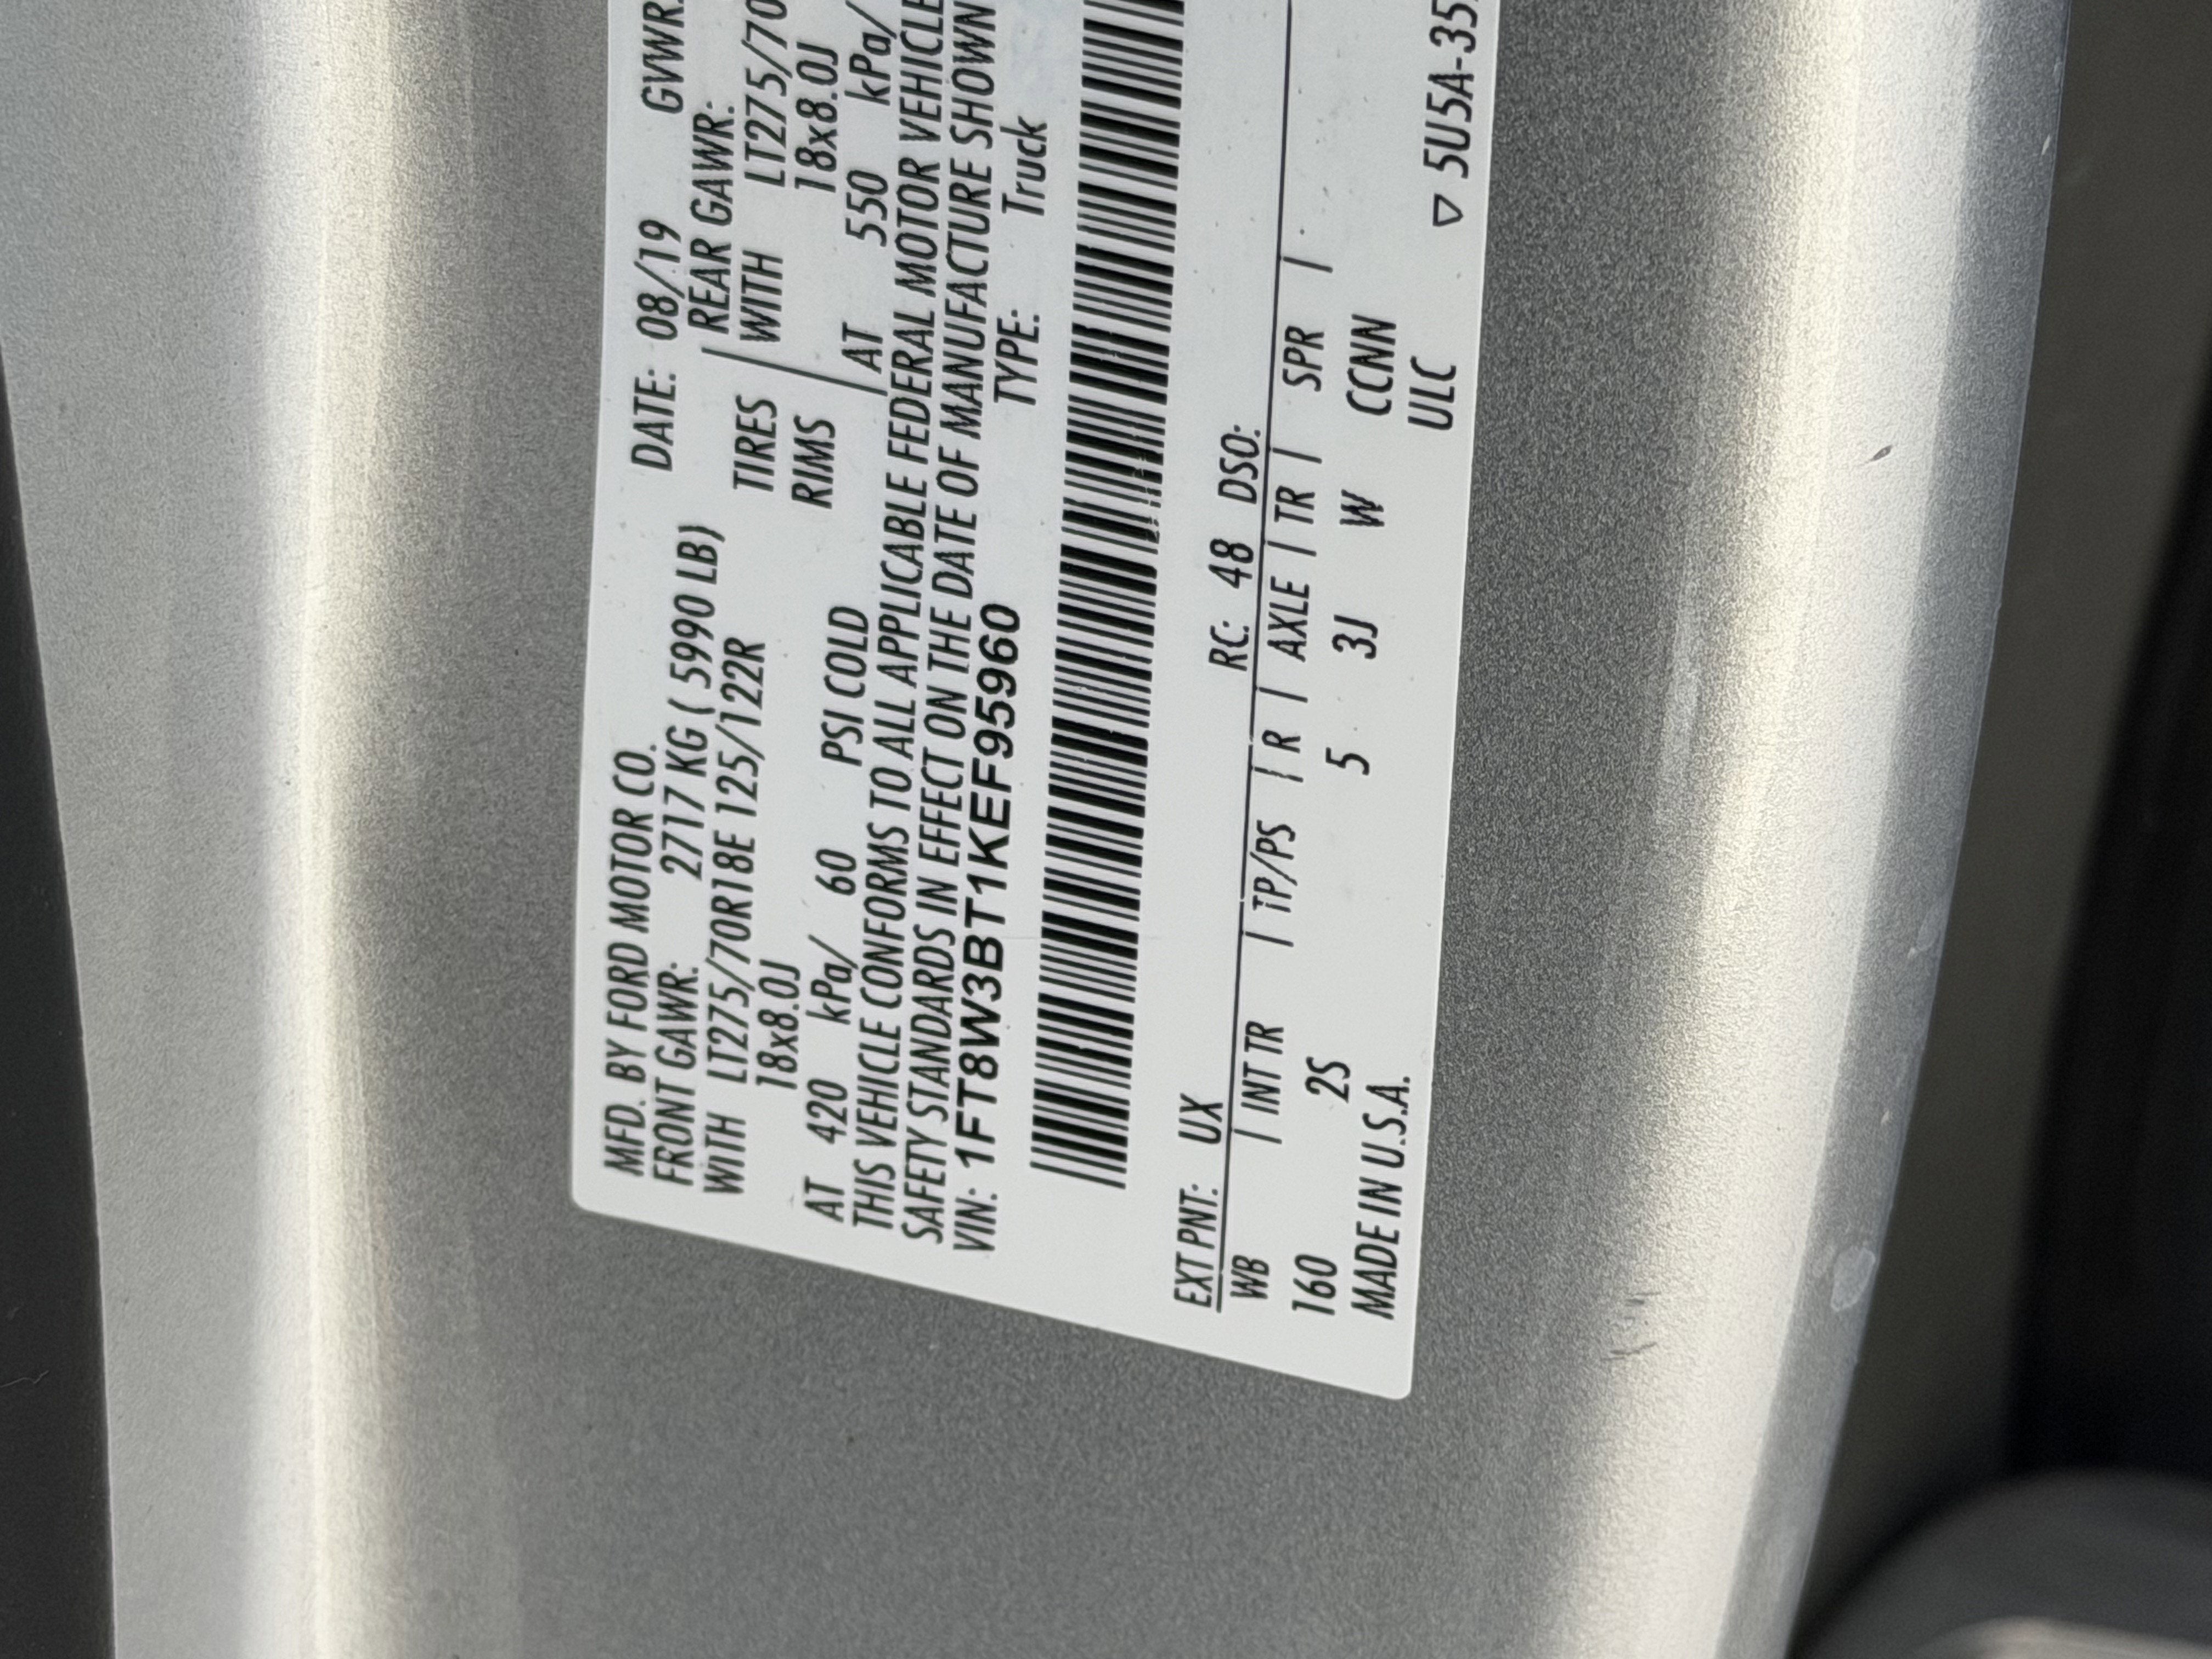 MFD. BY FORD MOTOR CO. DATE: 08/19 GVWR:
FRONT GAWR: 2717 KG ( 5990 LB) REAR GAWR:
WITH LT275/70R18E 125/122R TIRES WITH LT275/70
18x8.0J RIMS 18x8.0J
AT 420 kPa/ 60 PSI COLD AT 550 kPa/
THIS VEHICLE CONFORMS TO ALL APPLICABLE FEDERAL MOTOR VEHICLE
SAFETY STANDARDS IN EFFECT ON THE DATE OF MANUFACTURE SHOWN
VIN: 1FT8W3BT1KEF95960 TYPE: Truck
EXT PNT: UX RC: 48 DSO:
WB | INT TR | TP/PS | R | AXLE | TR | SPR |
160 2S 5 3J W CCNN
MADE IN U.S.A. ULC
▽ 5U5A-35